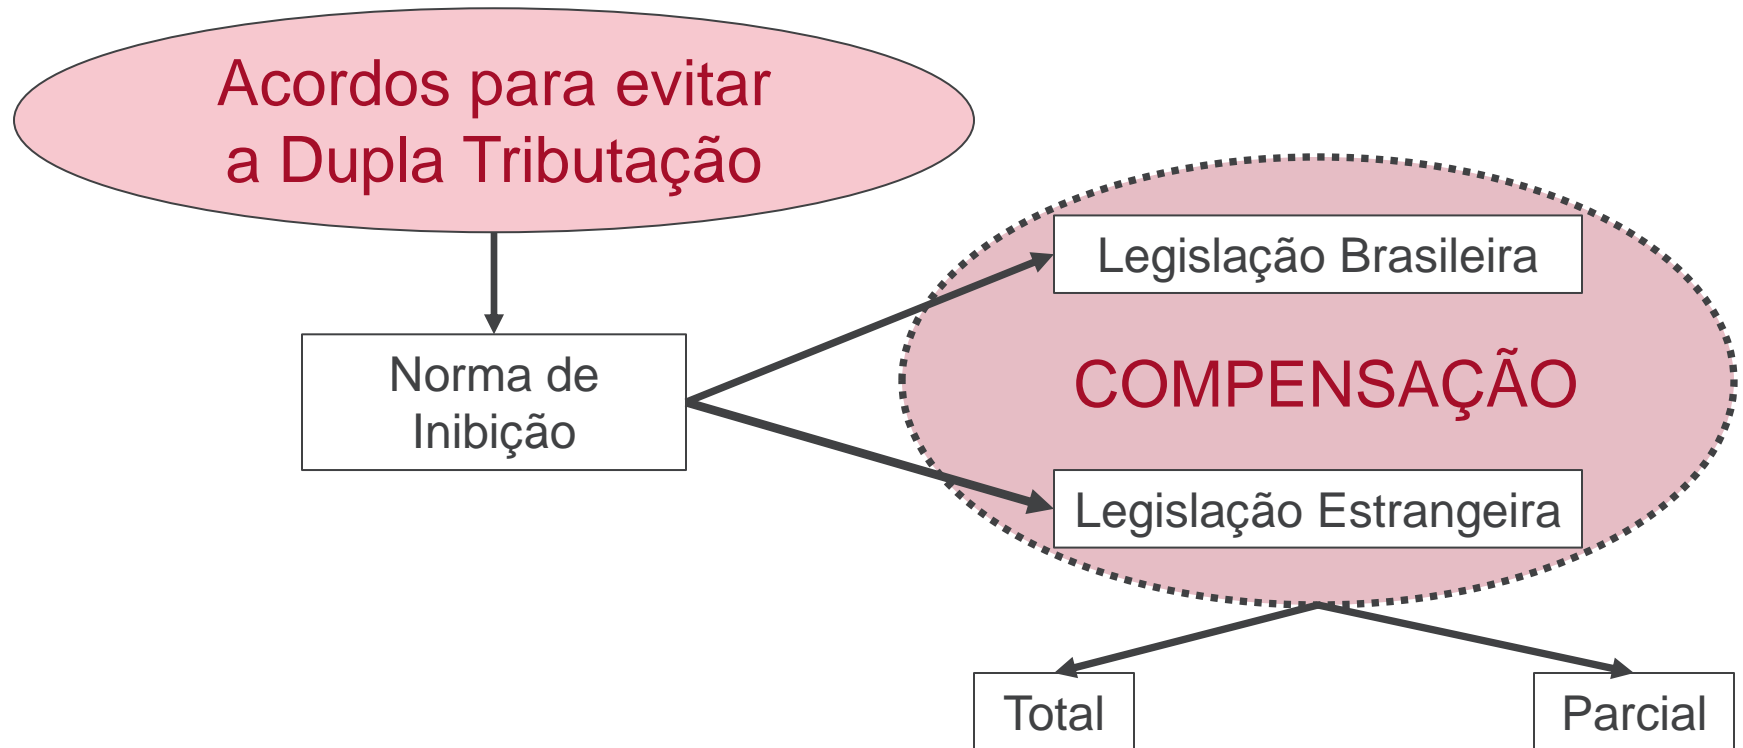 Acordos para evitar
a Dupla Tributação
Legislação Brasileira
Norma de
Inibição
COMPENSAÇÃO
Legislação Estrangeira
Total
Parcial